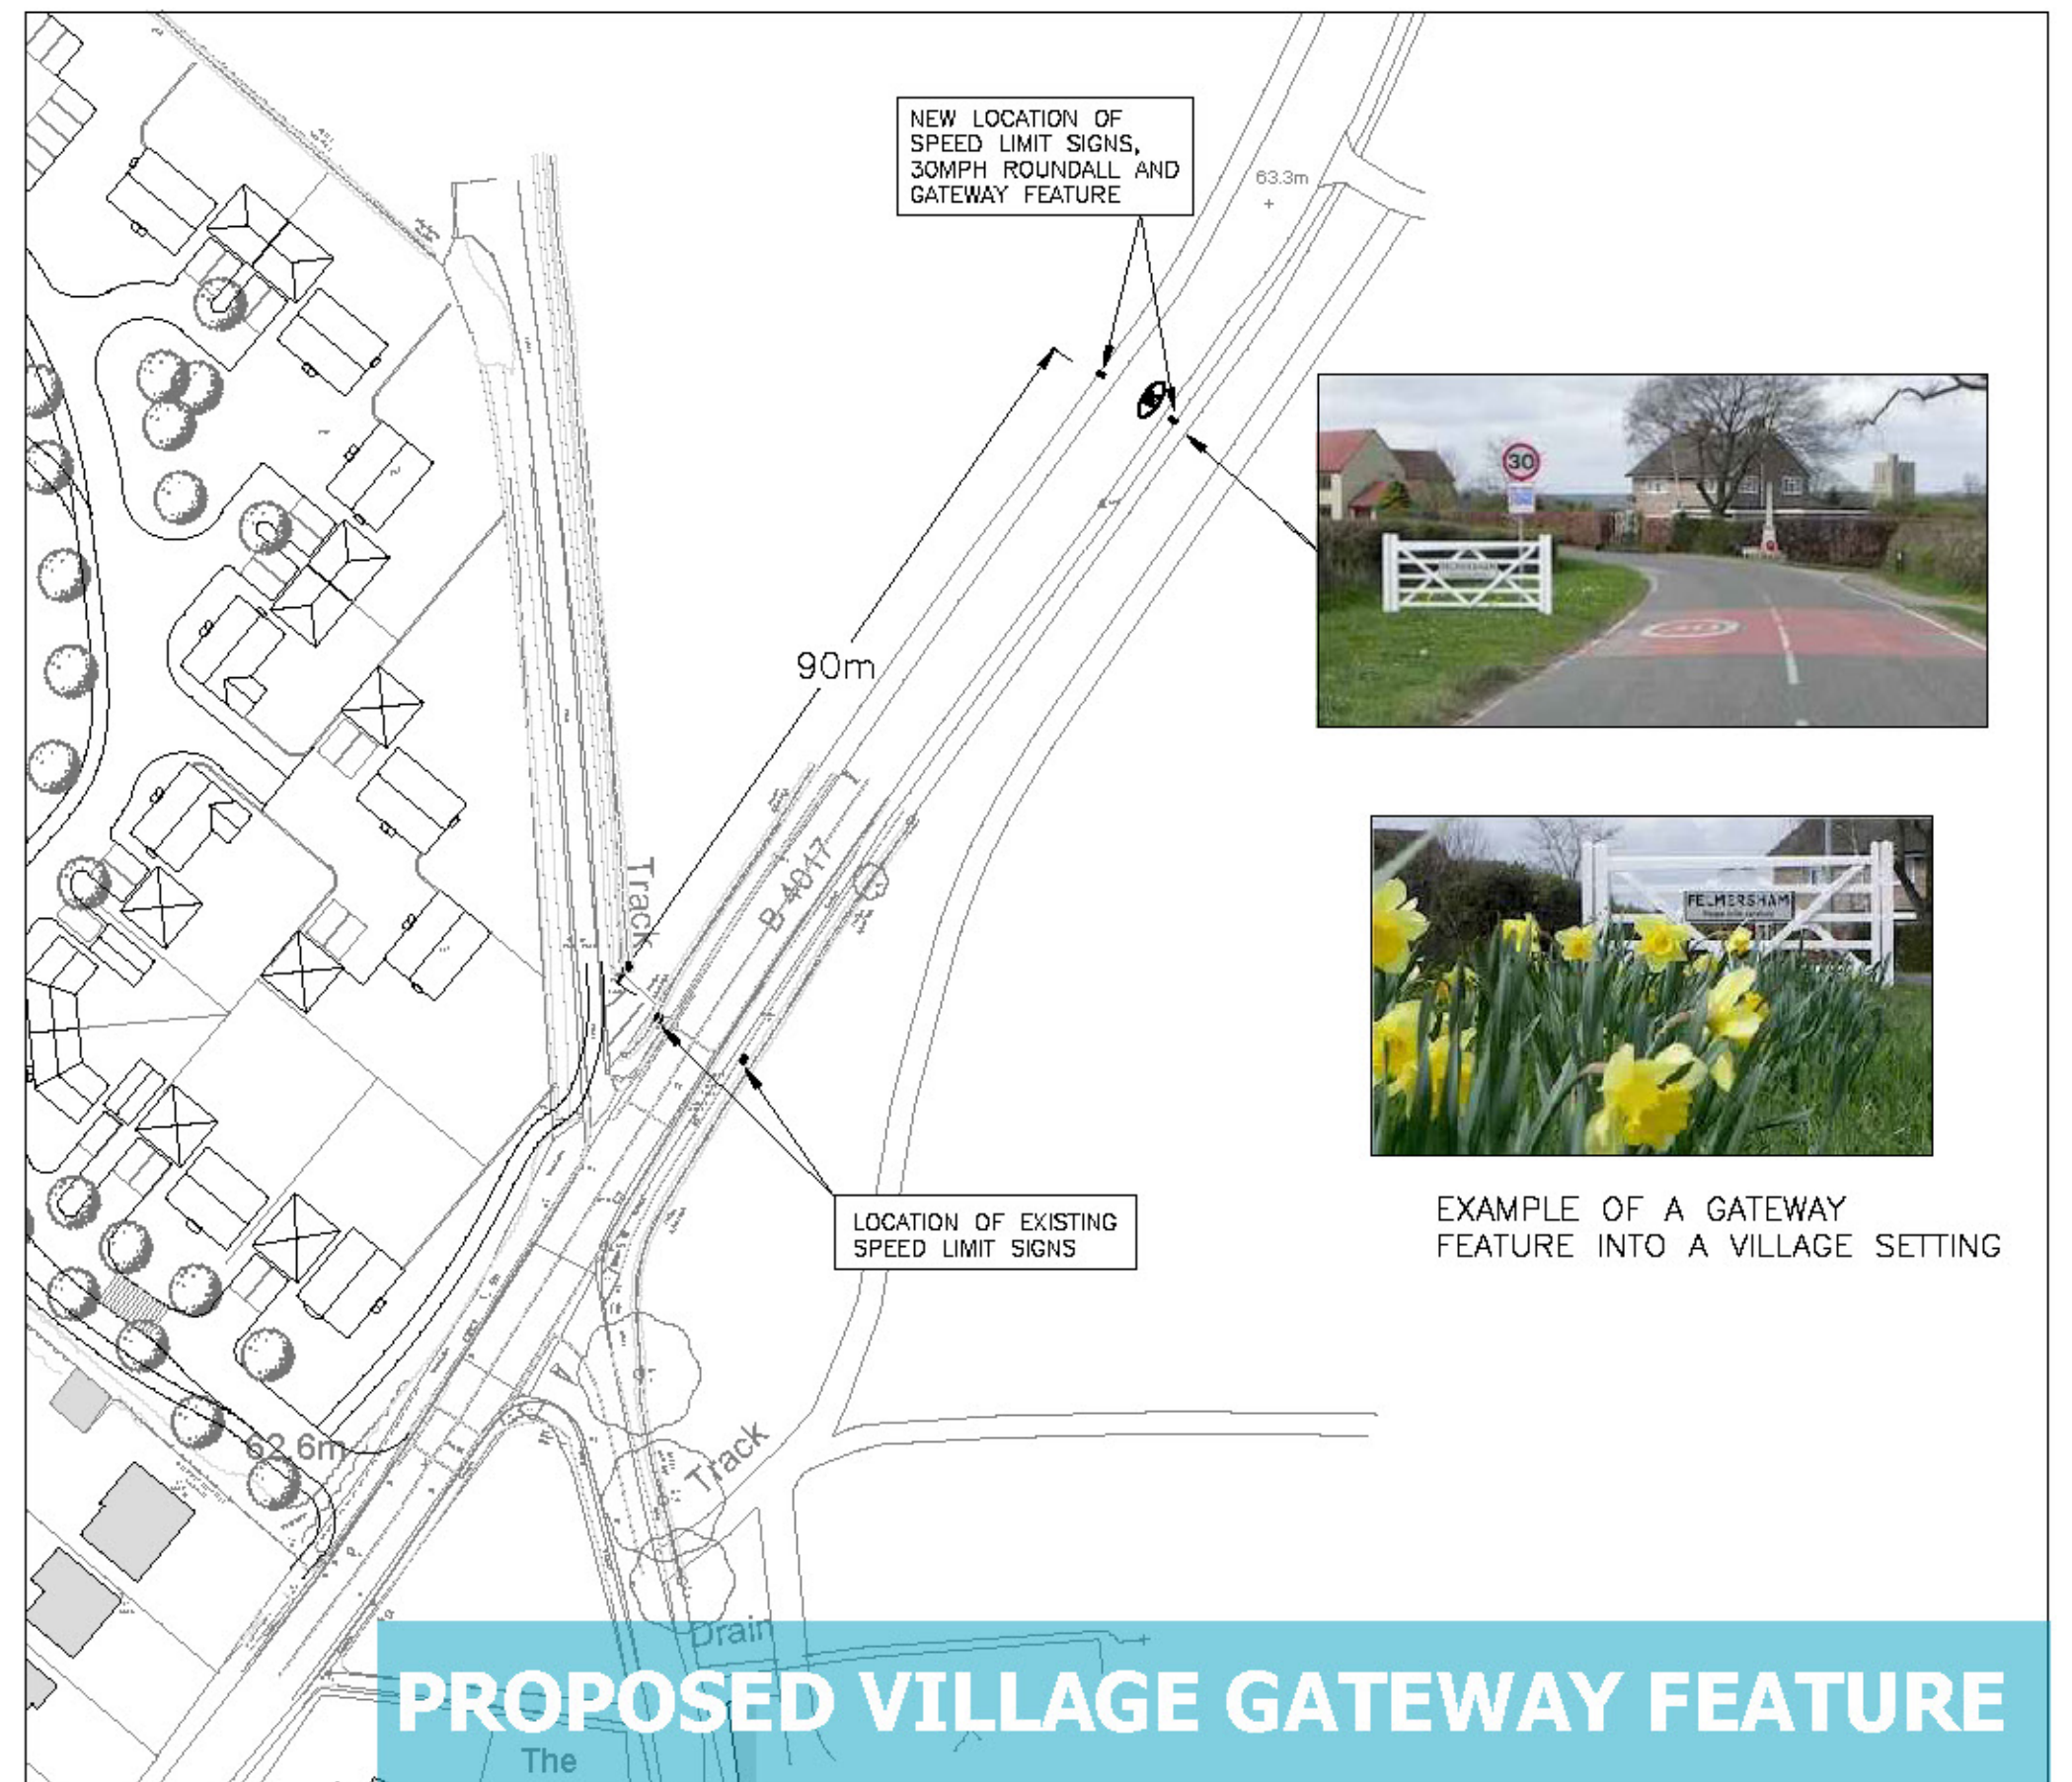 NEW LOCATION OF
SPEED LIMIT SIGNS,
30MPH ROUNDALL AND
GATEWAY FEATURE
63.3m
30
90m
B 4017
Track
FELMERSHAM
LOCATION OF EXISTING
SPEED LIMIT SIGNS
EXAMPLE OF A GATEWAY
FEATURE INTO A VILLAGE SETTING
62.6m
Track
Drain
PROPOSED VILLAGE GATEWAY FEATURE
The